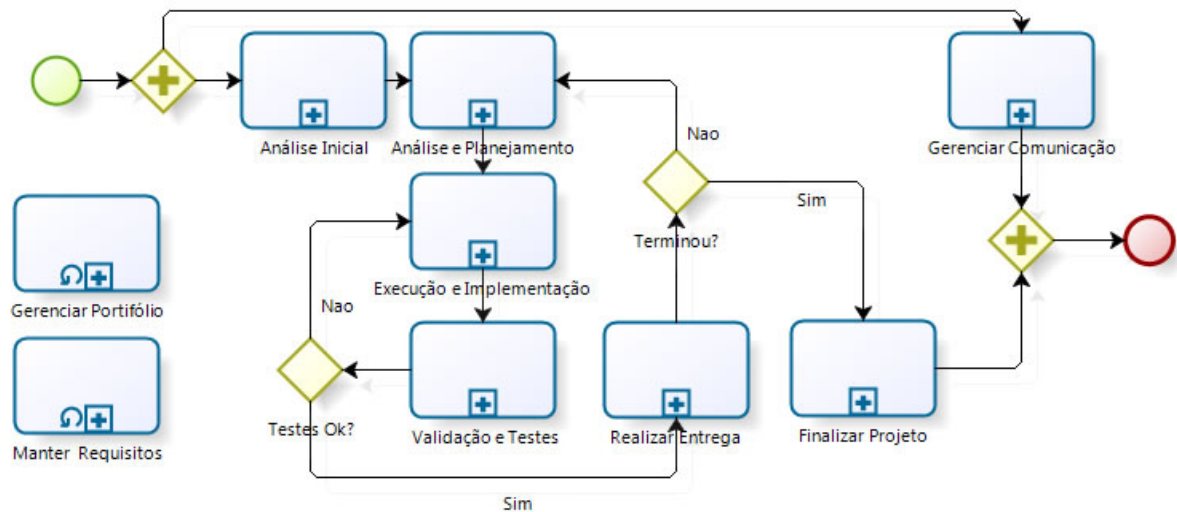 Análise Inicial
Análise e Planejamento
Nao
Gerenciar Comunicação
Sim
Terminou?
Execução e Implementação
Gerenciar Portifólio
Nao
Testes Ok?
Validação e Testes
Realizar Entrega
Finalizar Projeto
Manter Requisitos
Sim